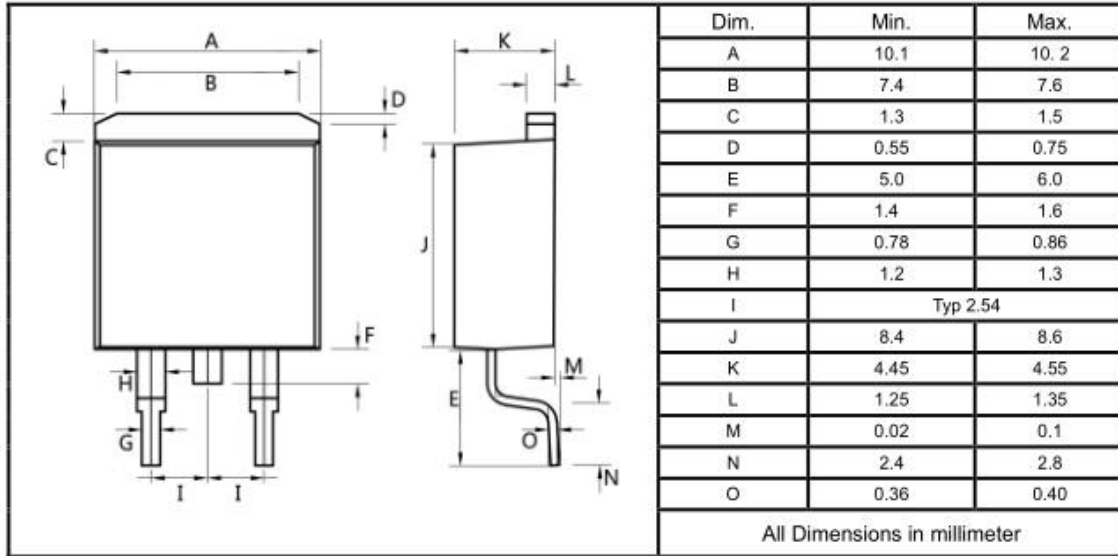 A
B
C
D
F
H
G
E
I I
K
L
J
M
O
N
Dim. Min. Max.
A 10.1 10. 2
B 7.4 7.6
C 1.3 1.5
D 0.55 0.75
E 5.0 6.0
F 1.4 1.6
G 0.78 0.86
H 1.2 1.3
I Typ 2.54
J 8.4 8.6
K 4.45 4.55
L 1.25 1.35
M 0.02 0.1
N 2.4 2.8
O 0.36 0.40
All Dimensions in millimeter